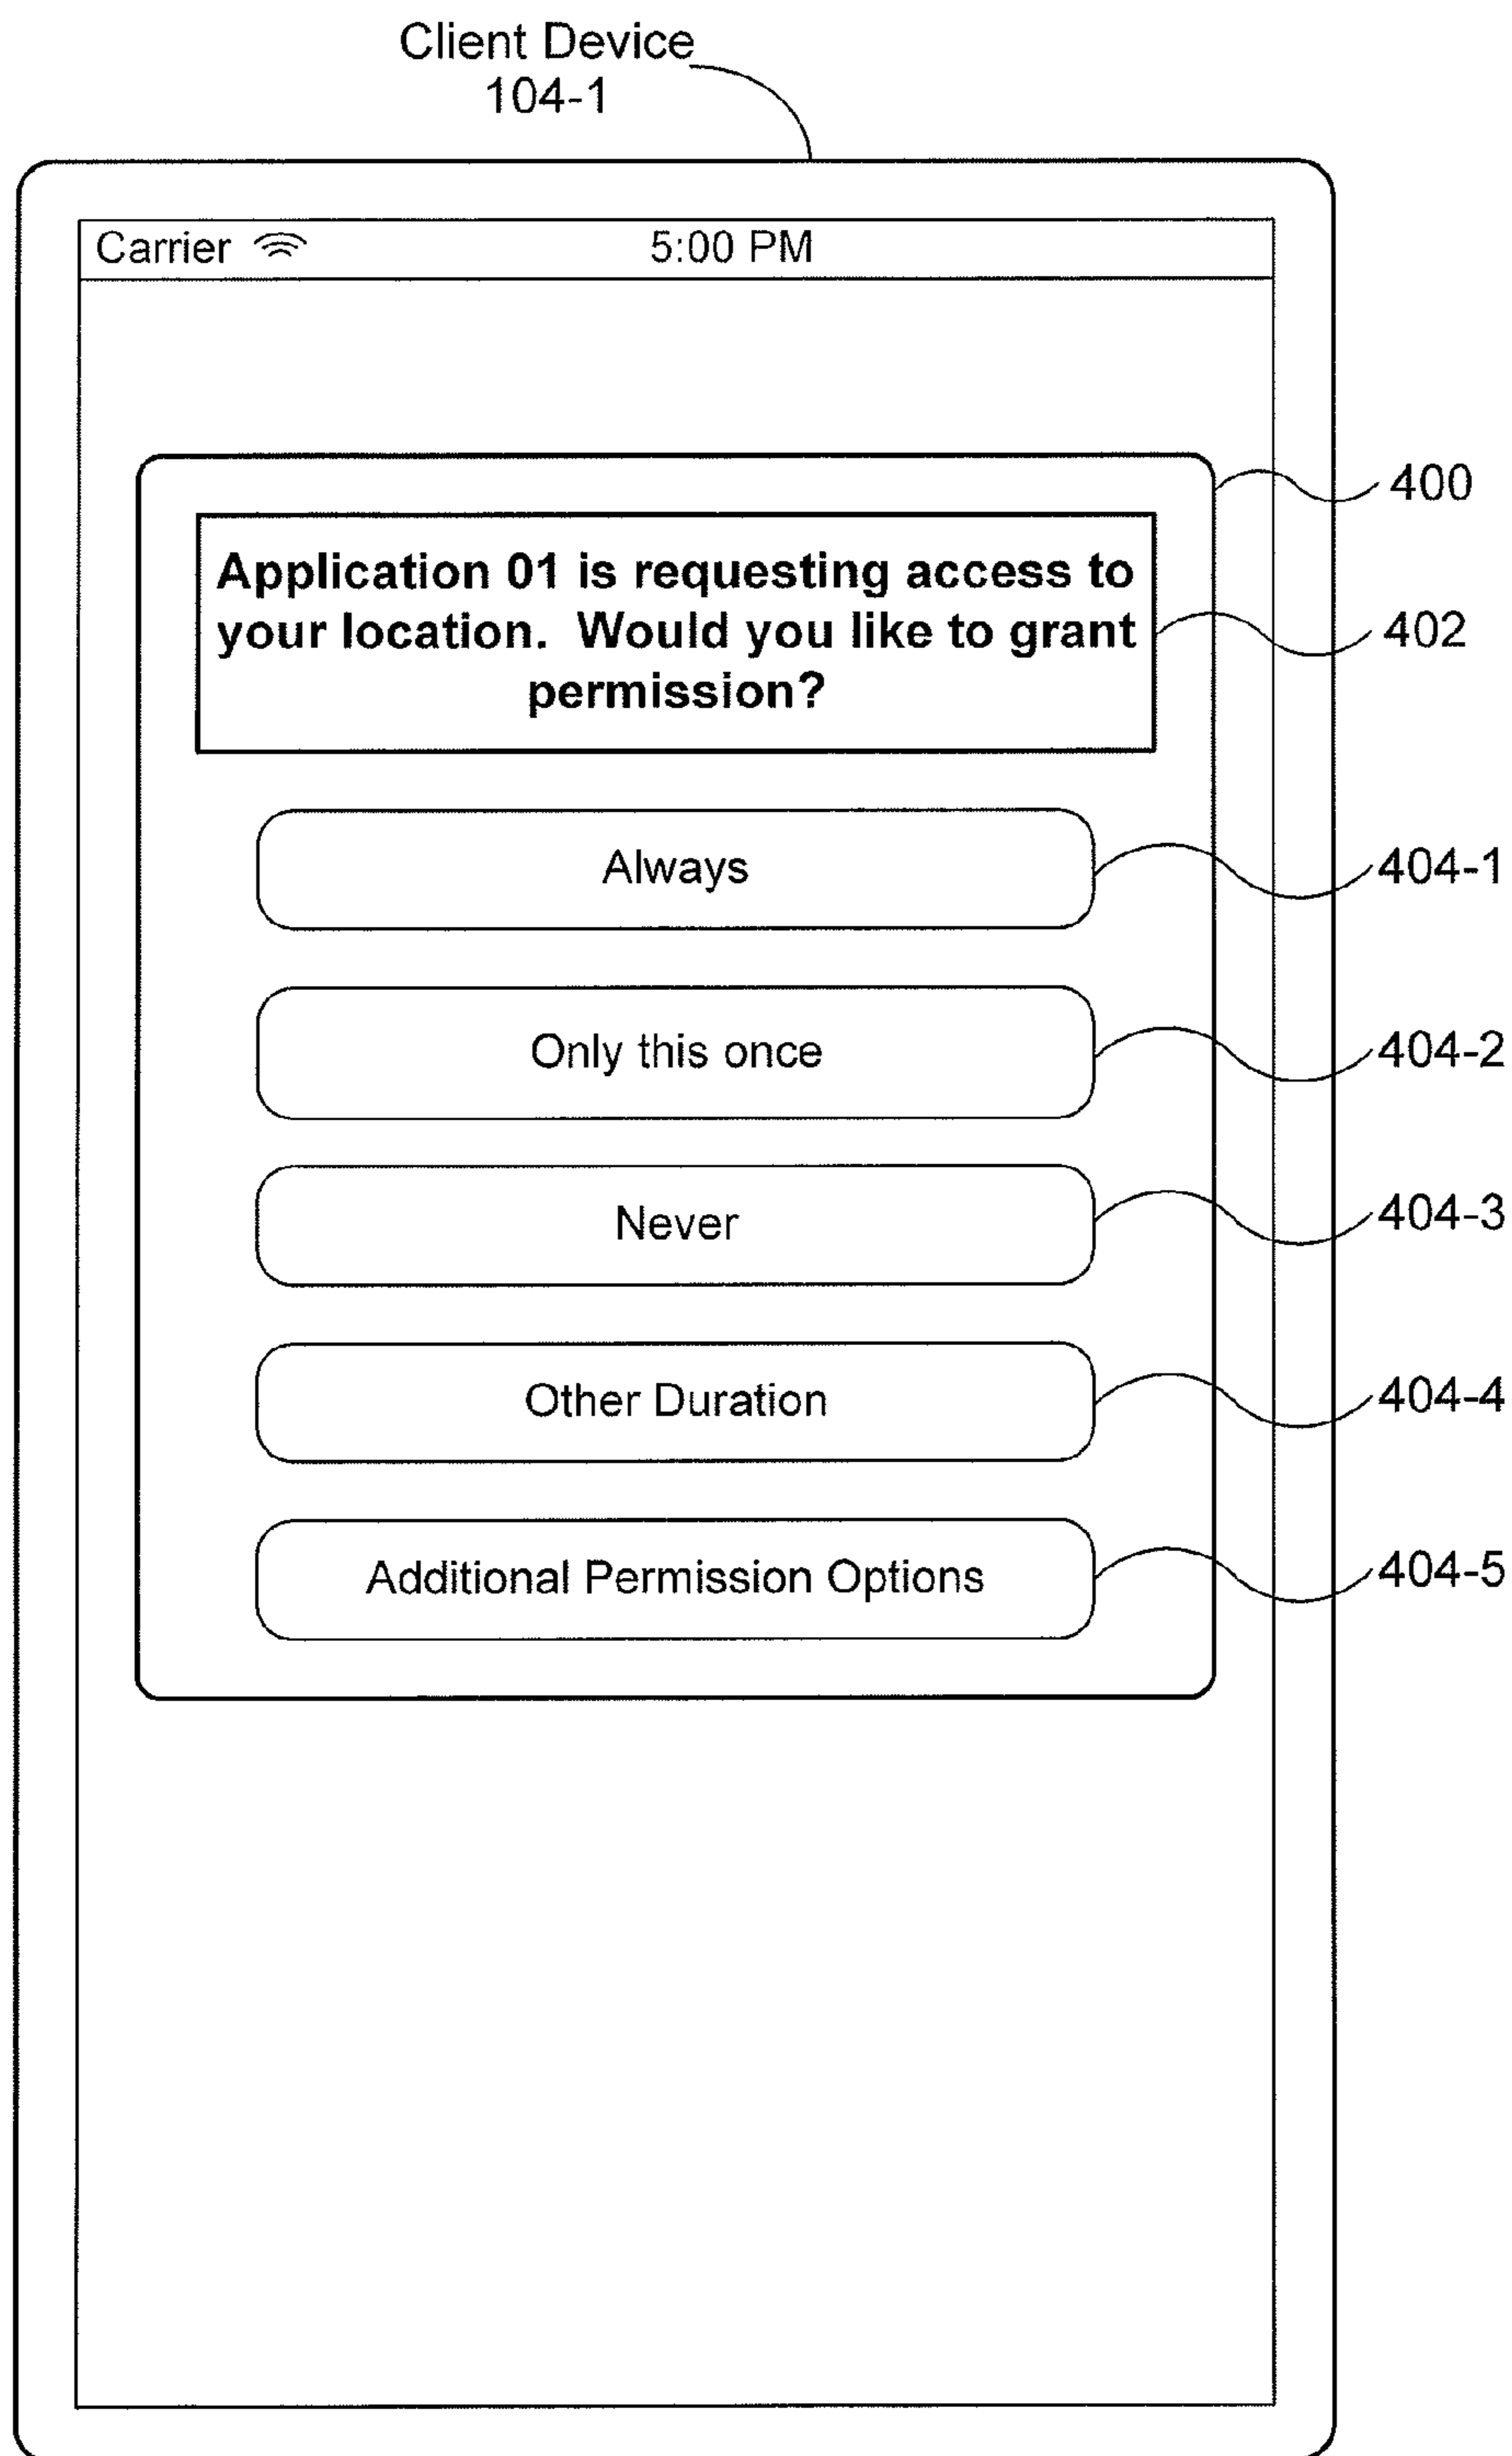 Client Device
104-1
Carrier 5:00 PM
400
Application 01 is requesting access to
your location. Would you like to grant
permission?
402
Always
404-1
Only this once
404-2
Never
404-3
Other Duration
404-4
Additional Permission Options
404-5